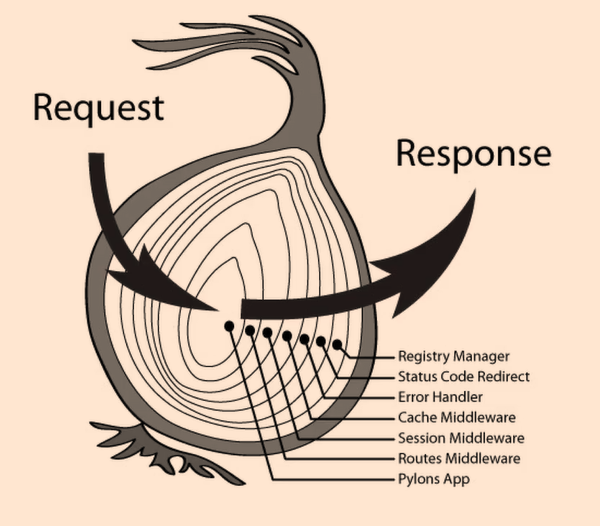 Request
Response
Registry Manager
Status Code Redirect
Error Handler
Cache Middleware
Session Middleware
Routes Middleware
Pylons App